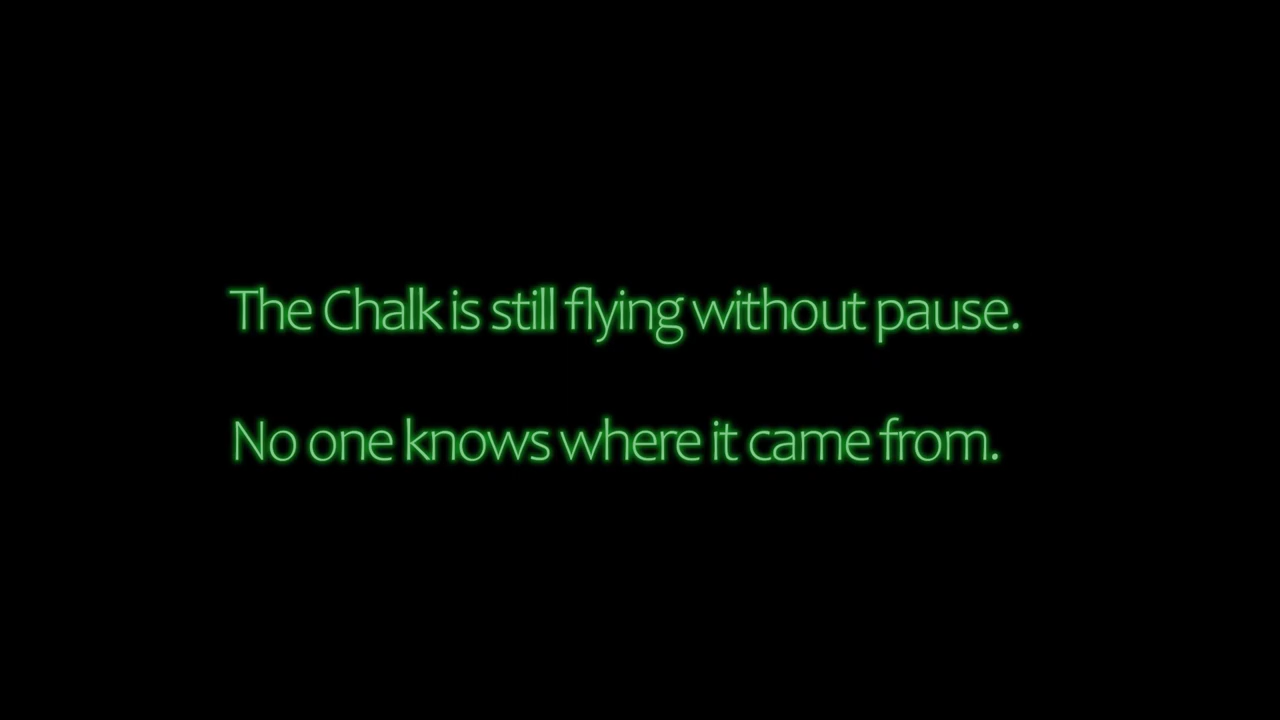 The Chalk is still flying without pause.
No one knows where it came from.